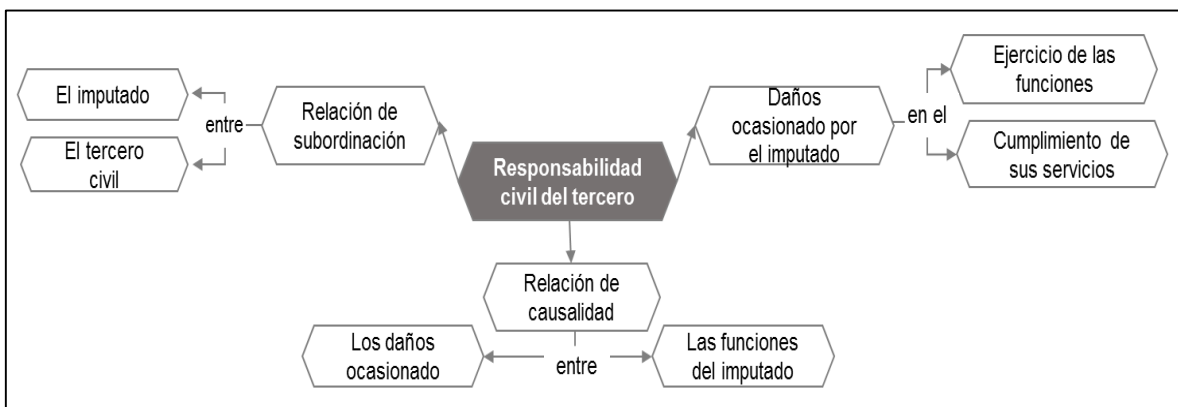 El imputado
entre
El tercero
civil
Relación de
subordinación
Responsabilidad
civil del tercero
Daños
ocasionado por
el imputado
en el
Ejercicio de las
funciones
Cumplimiento de
sus servicios
Relación de
causalidad
Los daños
ocasionado
entre
Las funciones
del imputado